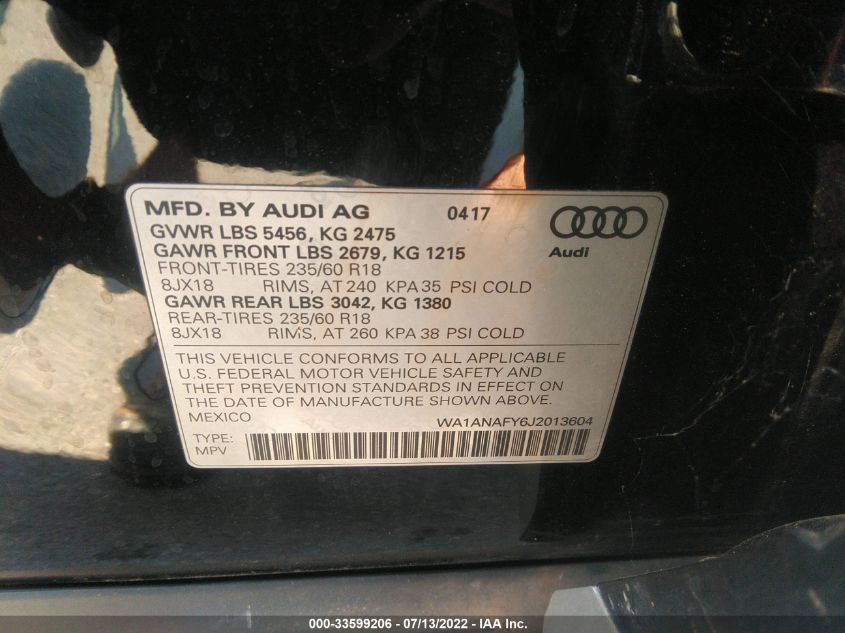 MFD. BY AUDI AG 0417
GVWR LBS 5456, KG 2475
GAWR FRONT LBS 2679, KG 1215
FRONT-TIRES 235/60 R18
8JX18 RIMS, AT 240 KPA 35 PSI COLD
GAWR REAR LBS 3042, KG 1380
REAR-TIRES 235/60 R18
8JX18 RIMS, AT 260 KPA 38 PSI COLD
Audi
THIS VEHICLE CONFORMS TO ALL APPLICABLE
U.S. FEDERAL MOTOR VEHICLE SAFETY AND
THEFT PREVENTION STANDARDS IN EFFECT ON
THE DATE OF MANUFACTURE SHOWN ABOVE.
MEXICO WA1ANAFY6J2013604
TYPE:
MPV
000-33599206 - 07/13/2022 - IAA Inc.